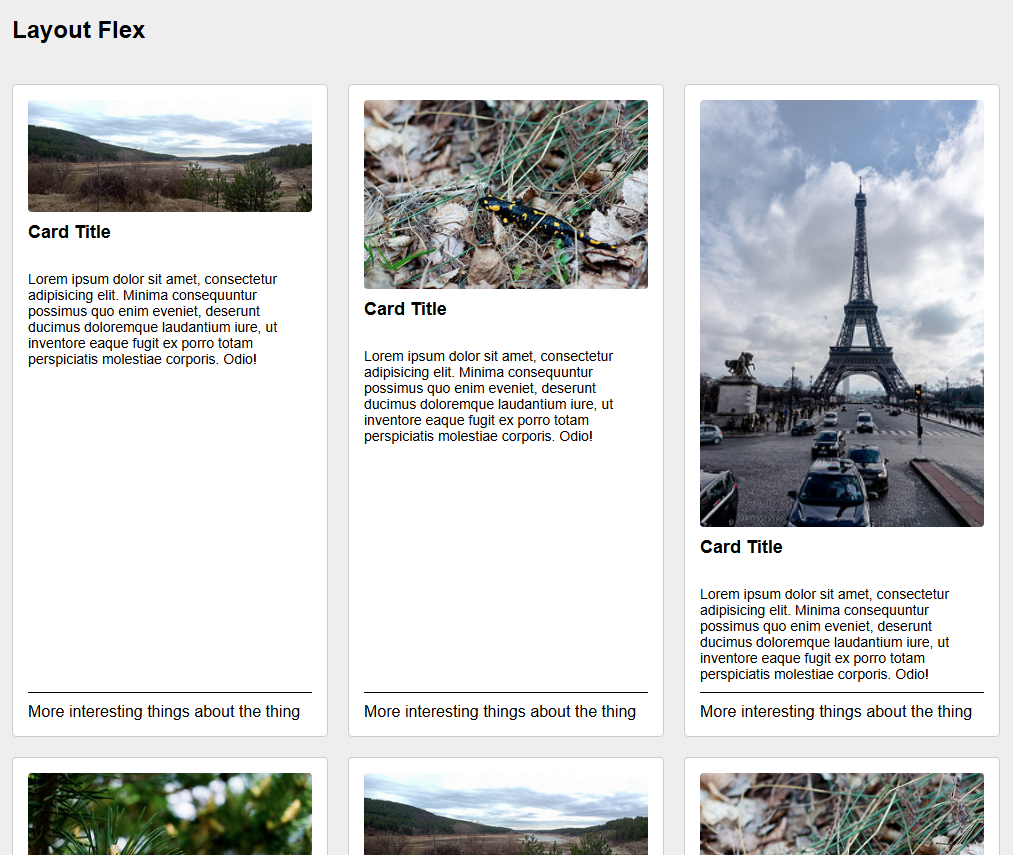 Layout Flex
Card Title
Lorem ipsum dolor sit amet, consectetur
adipisicing elit. Minima consequuntur
possimus quo enim eveniet, deserunt
ducimus doloremque laudantium iure, ut
inventore eaque fugit ex porro totam
perspiciatis molestiae corporis. Odio!
More interesting things about the thing
Card Title
Lorem ipsum dolor sit amet, consectetur
adipisicing elit. Minima consequuntur
possimus quo enim eveniet, deserunt
ducimus doloremque laudantium iure, ut
inventore eaque fugit ex porro totam
perspiciatis molestiae corporis. Odio!
More interesting things about the thing
Card Title
Lorem ipsum dolor sit amet, consectetur
adipisicing elit. Minima consequuntur
possimus quo enim eveniet, deserunt
ducimus doloremque laudantium iure, ut
inventore eaque fugit ex porro totam
perspiciatis molestiae corporis. Odio!
More interesting things about the thing